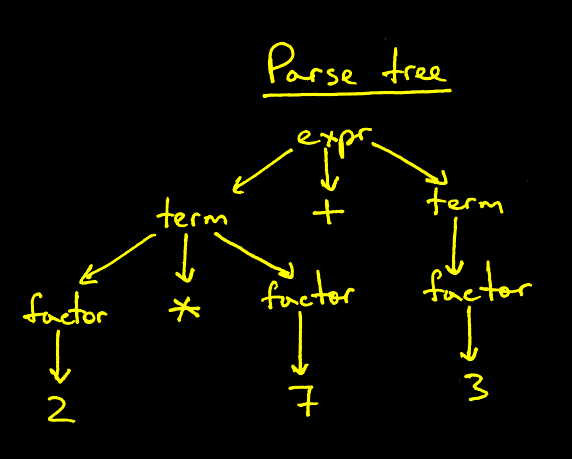 Parse tree
expr
term + term
factor * factor factor
2 7 3